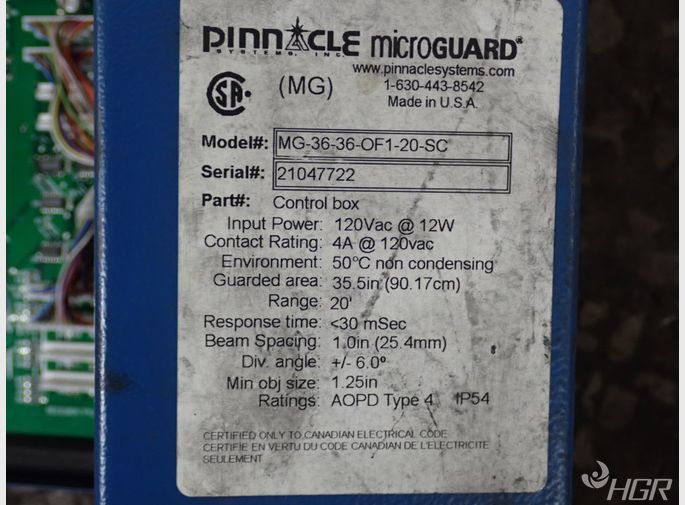 PINNACLE microGUARD®
SYSTEMS, INC.
www.pinnaclesystems.com
1-630-443-8542
Made in U.S.A.
SA
(MG)
Model#: MG-36-36-OF1-20-SC
Serial#: 21047722
Part#: Control box
Input Power: 120Vac @ 12W
Contact Rating: 4A @ 120vac
Environment: 50°C non condensing
Guarded area: 35.5in (90.17cm)
Range: 20'
Response time: <30 mSec
Beam Spacing: 1.0in (25.4mm)
Div. angle: +/- 6.0º
Min obj size: 1.25in
Ratings: AOPD Type 4 IP54
CERTIFIED ONLY TO CANADIAN ELECTRICAL CODE
CERTIFIE EN VERTU DU CODE CANADIAN DE L'ELECTRICITE
SEULEMENT
HGR